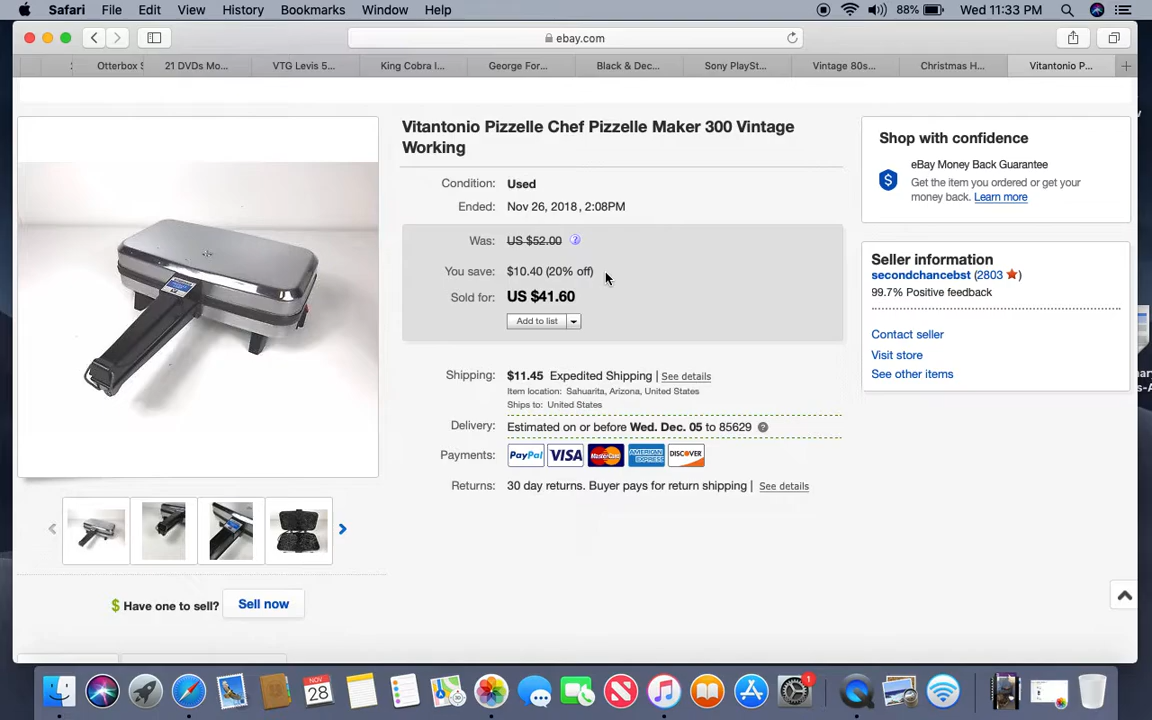 Safari File Edit View History Bookmarks Window Help 88% Wed 11:33 PM
ebay.com
Otterbox S 21 DVDs Mo... VTG Levis 5... King Cobra I... George For... Black & Dec... Sony PlaySt... Vintage 80s... Christmas H... Vitantonio P...
Vitantonio Pizzelle Chef Pizzelle Maker 300 Vintage
Working
Condition: Used
Ended: Nov 26, 2018 , 2:08PM
Was: US $52.00
You save: $10.40 (20% off)
Sold for: US $41.60
Add to list
Shipping: $11.45 Expedited Shipping | See details
Item location: Sahuarita, Arizona, United States
Ships to: United States
Delivery: Estimated on or before Wed. Dec. 05 to 85629
Payments: PayPal VISA MasterCard AMERICAN EXPRESS DISCOVER
Returns: 30 day returns. Buyer pays for return shipping | See details
Shop with confidence
eBay Money Back Guarantee
Get the item you ordered or get your
money back. Learn more
Seller information
secondchancebst (2803 )
99.7% Positive feedback
Contact seller
Visit store
See other items
$ Have one to sell? Sell now
NOV
28
1